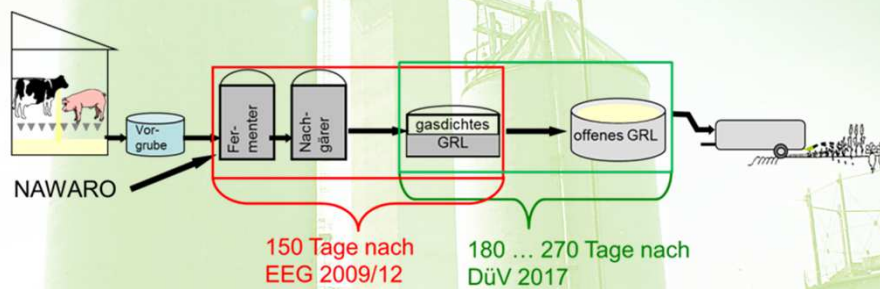 Vor-
grube
NAWARO
Fer-
menter
Nach-
gärer
gasdichtes
GRL
offenes GRL
150 Tage nach
EEG 2009/12
180 … 270 Tage nach
DüV 2017